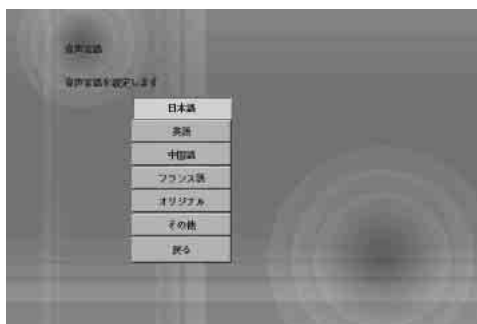 音声言語
音声言語を設定します
日本語
英語
中国語
フランス語
オリジナル
その他
戻る